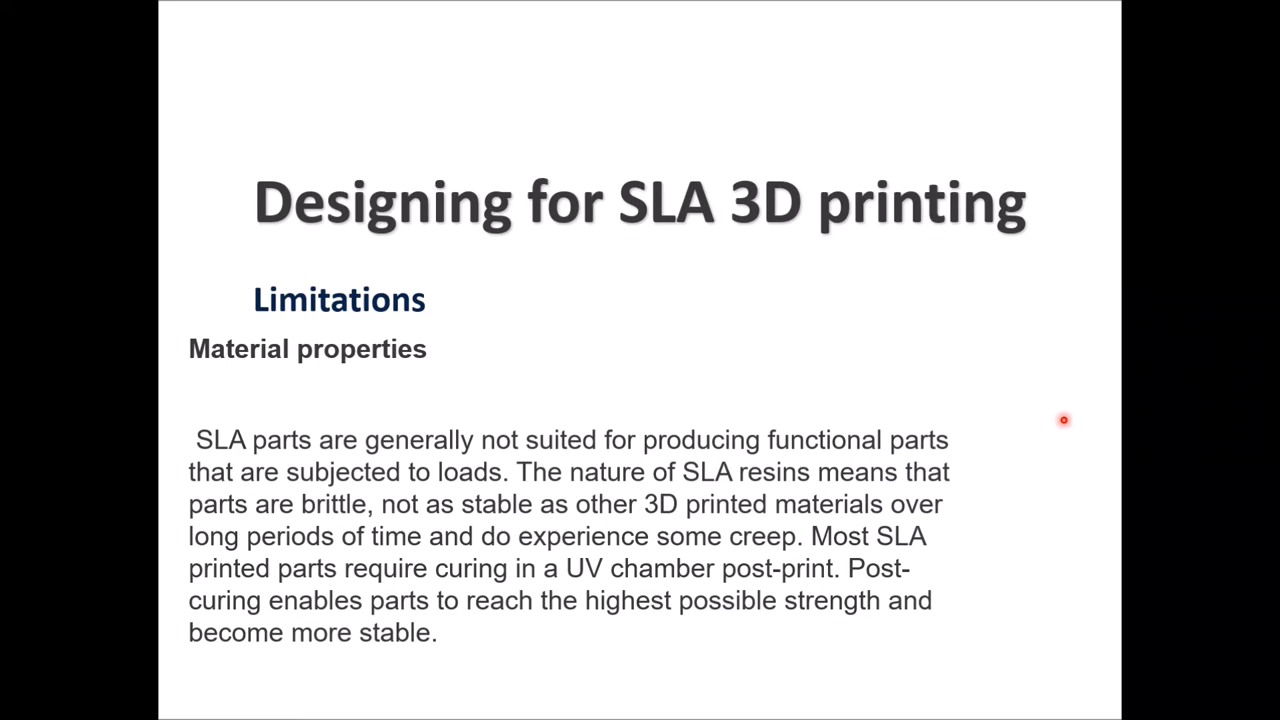 Designing for SLA 3D printing
Limitations
Material properties
SLA parts are generally not suited for producing functional parts
that are subjected to loads. The nature of SLA resins means that
parts are brittle, not as stable as other 3D printed materials over
long periods of time and do experience some creep. Most SLA
printed parts require curing in a UV chamber post-print. Post-
curing enables parts to reach the highest possible strength and
become more stable.